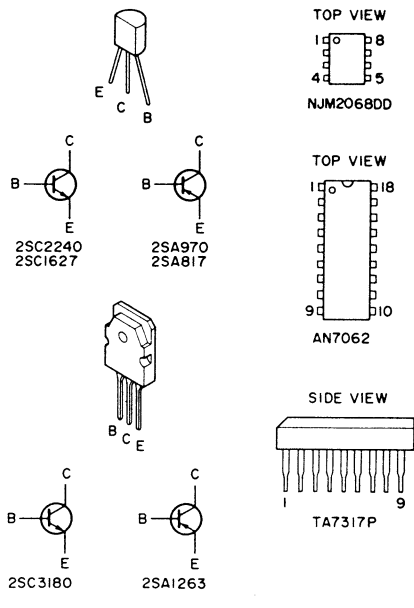 E
C
B
C
B
E
2SC2240
2SC1627
C
B
E
2SA970
2SA817
B
C
E
C
B
E
2SC3180
C
B
E
2SA1263
TOP VIEW
1 8
4 5
NJM2068DD
TOP VIEW
1 18
9 10
AN7062
SIDE VIEW
1 9
TA7317P